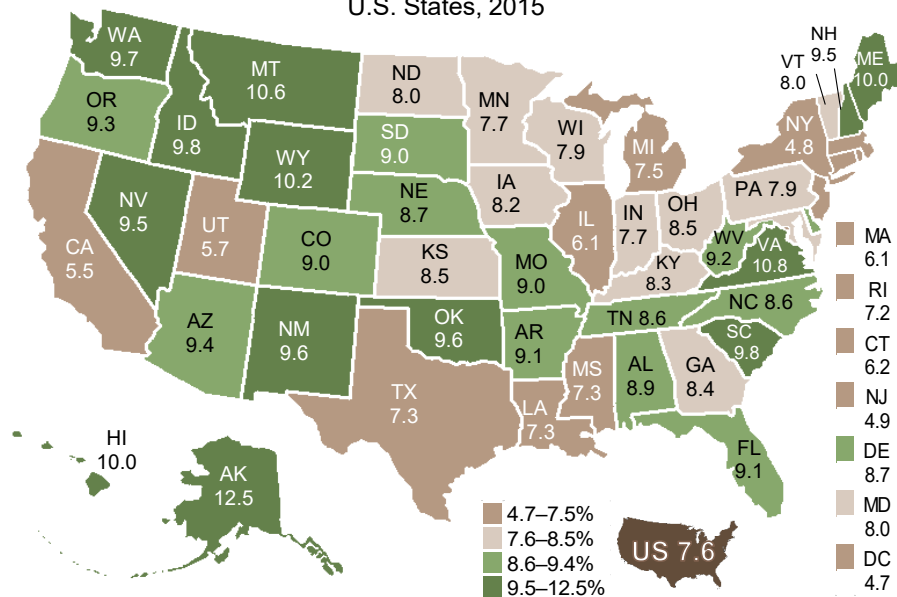 U.S. States, 2015
WA
9.7
MT
10.6
ND
8.0
MN
7.7
VT
8.0
NH
9.5
ME
10.0
OR
9.3
ID
9.8
SD
9.0
WI
7.9
MI
7.5
NY
4.8
WY
10.2
NV
9.5
UT
5.7
CA
5.5
CO
9.0
NE
8.7
IA
8.2
KS
8.5
MO
9.0
IL
6.1
IN
7.7
OH
8.5
PA 7.9
WV
9.2
VA
10.8
KY
8.3
AZ
9.4
NM
9.6
OK
9.6
AR
9.1
TN 8.6
NC 8.6
SC
9.8
TX
7.3
LA
7.3
MS
7.3
AL
8.9
GA
8.4
FL
9.1
HI
10.0
AK
12.5
MA
6.1
RI
7.2
CT
6.2
NJ
4.9
DE
8.7
MD
8.0
DC
4.7
4.7–7.5%
7.6–8.5%
8.6–9.4%
9.5–12.5%
US 7.6